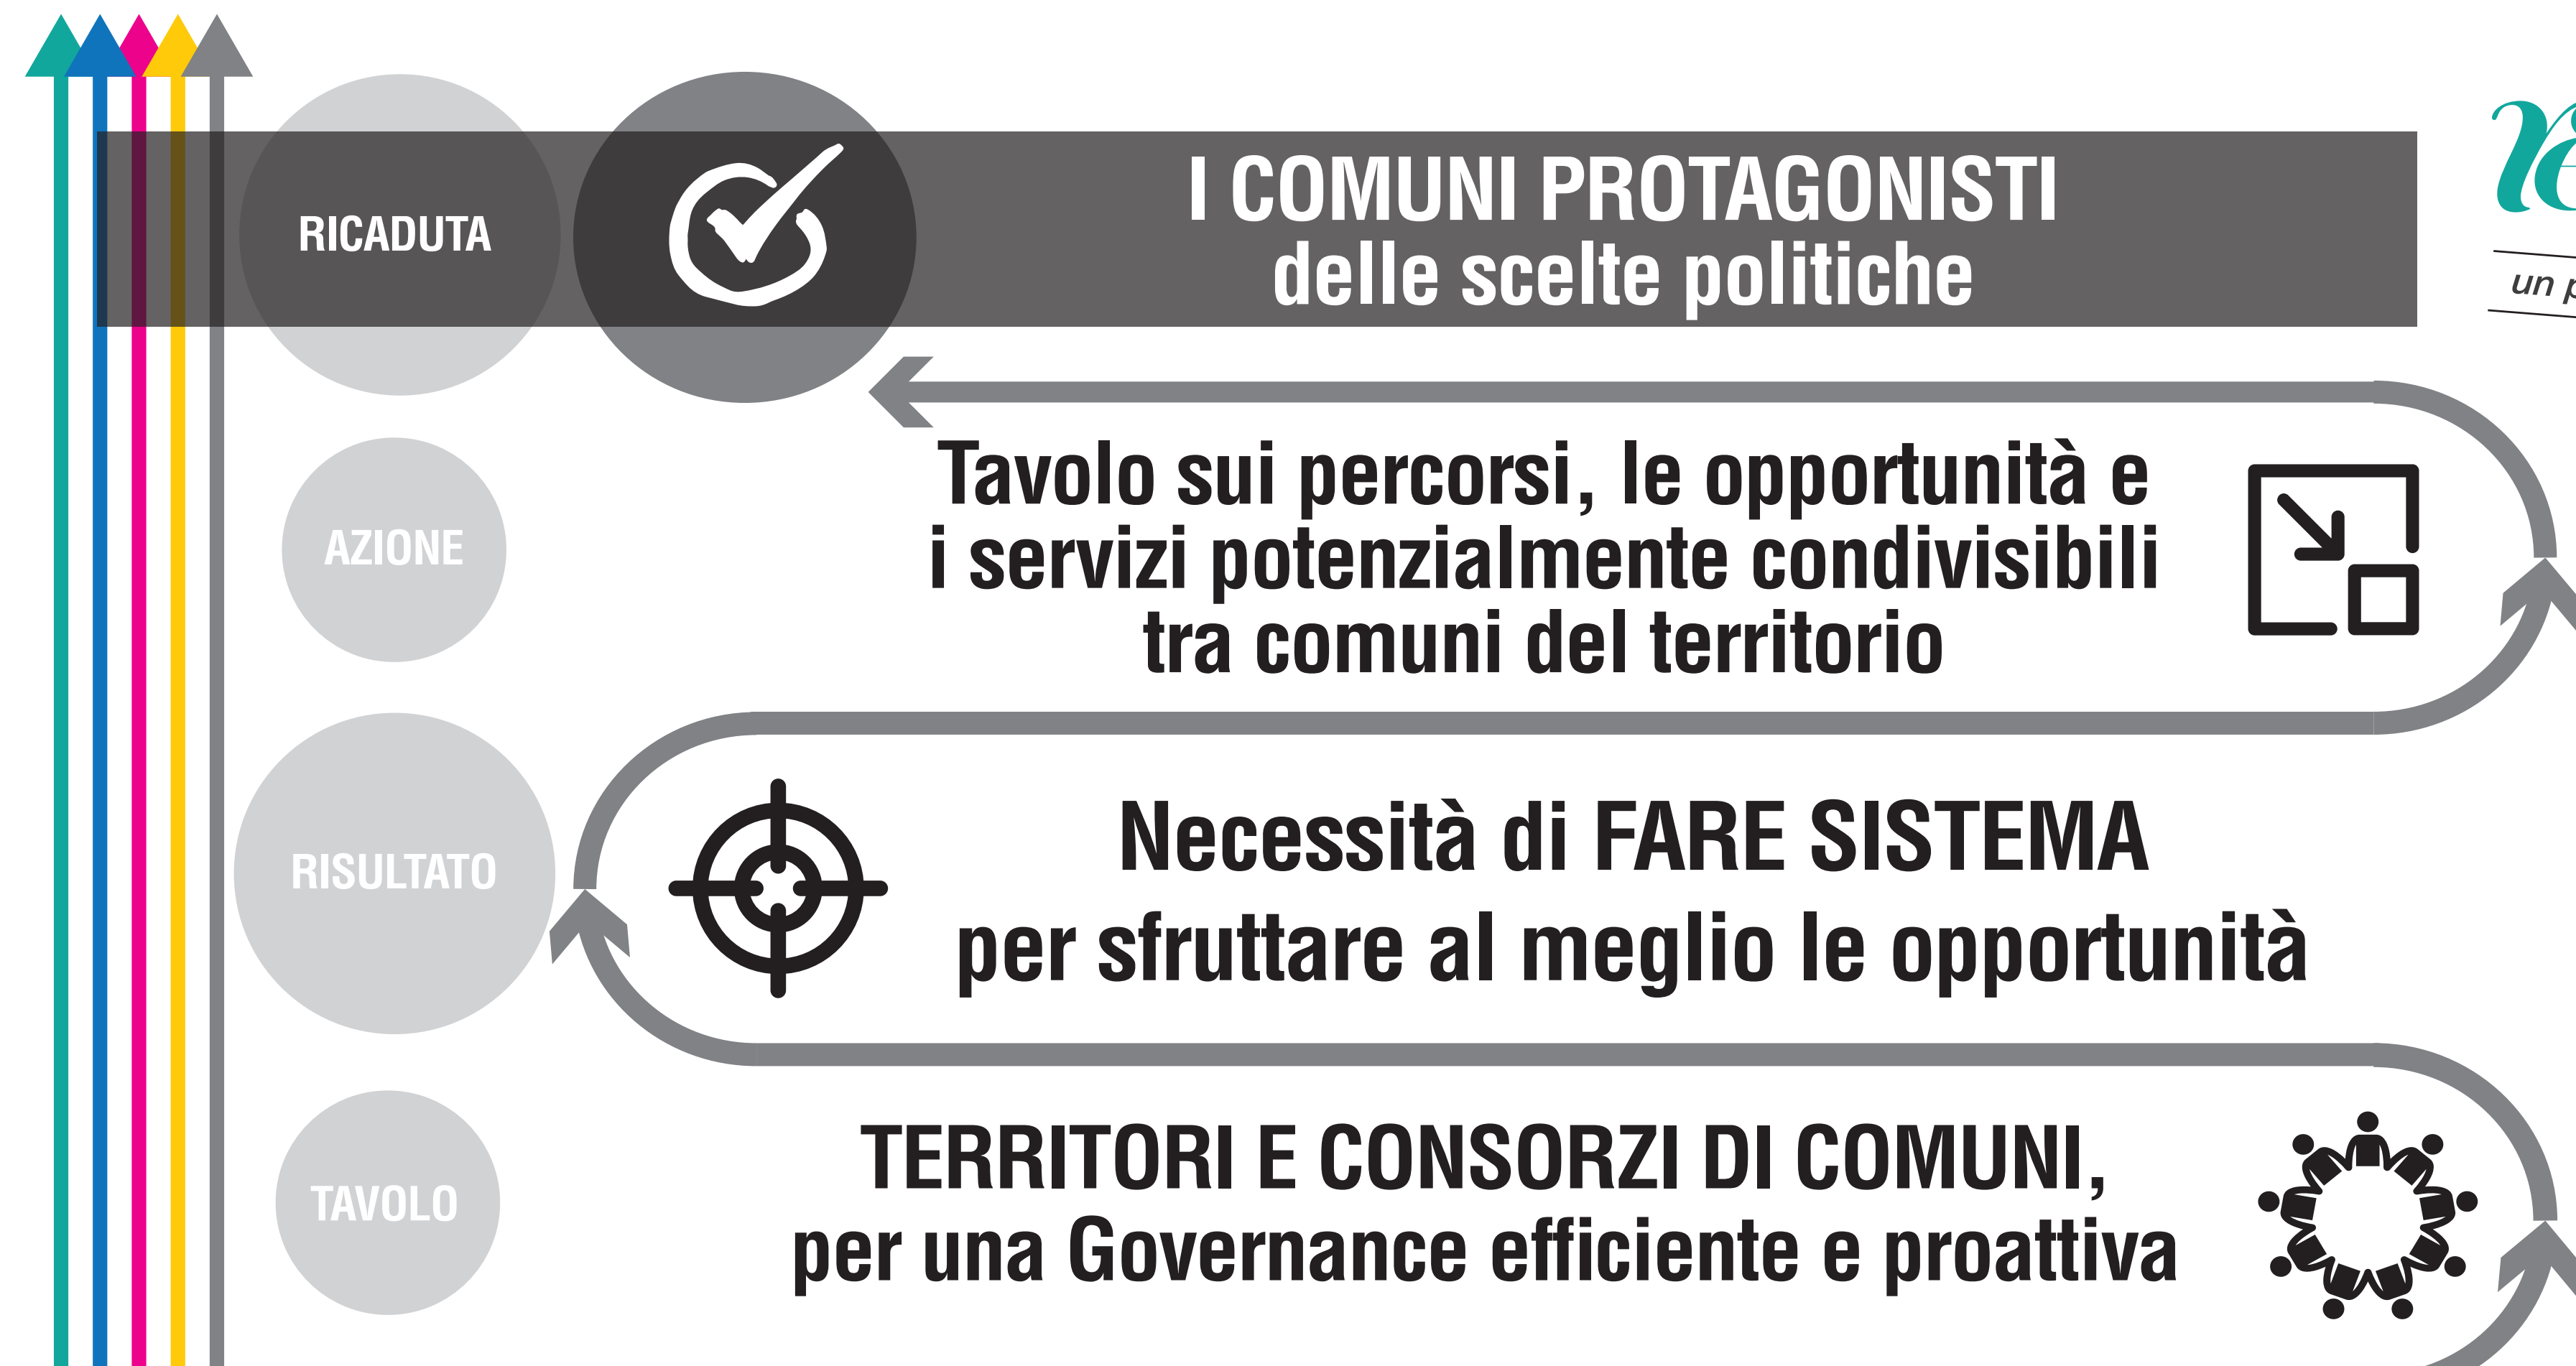 RICADUTA
I COMUNI PROTAGONISTI
delle scelte politiche
un
AZIONE
Tavolo sui percorsi, le opportunità e
i servizi potenzialmente condivisibili
tra comuni del territorio
RISULTATO
Necessità di FARE SISTEMA
per sfruttare al meglio le opportunità
TAVOLO
TERRITORI E CONSORZI DI COMUNI,
per una Governance efficiente e proattiva